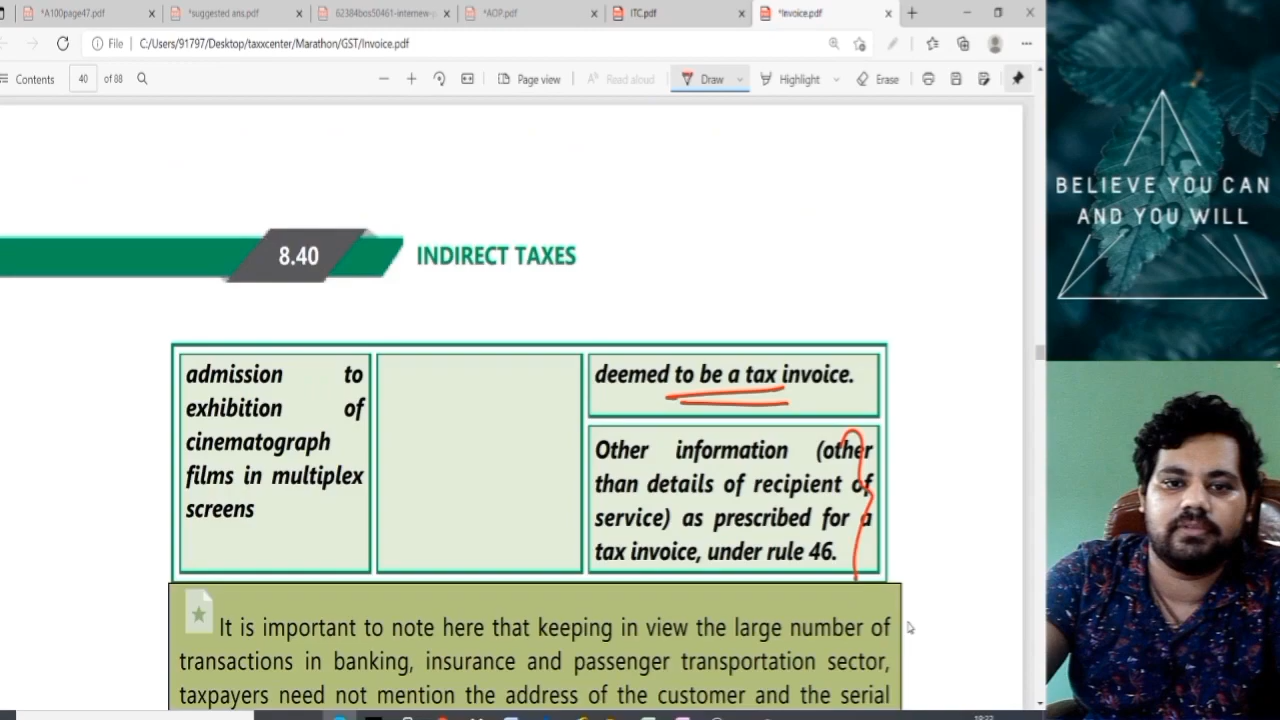 *A100page47.pdf
*suggested ans.pdf
62384bos50461-internew-
*AOP.pdf
ITC.pdf
*Invoice.pdf
File
C:/Users/91797/Desktop/taxxcenter/Marathon/GST/Invoice.pdf
Contents
40
of 88
Page view
Read aloud
Draw
Highlight
Erase
8.40
INDIRECT TAXES
admission to
exhibition of
cinematograph
films in multiplex
screens
deemed to be a tax invoice.
Other information (other
than details of recipient of
service) as prescribed for a
tax invoice, under rule 46.
It is important to note here that keeping in view the large number of
transactions in banking, insurance and passenger transportation sector,
taxpayers need not mention the address of the customer and the serial
BELIEVE YOU CAN
AND YOU WILL